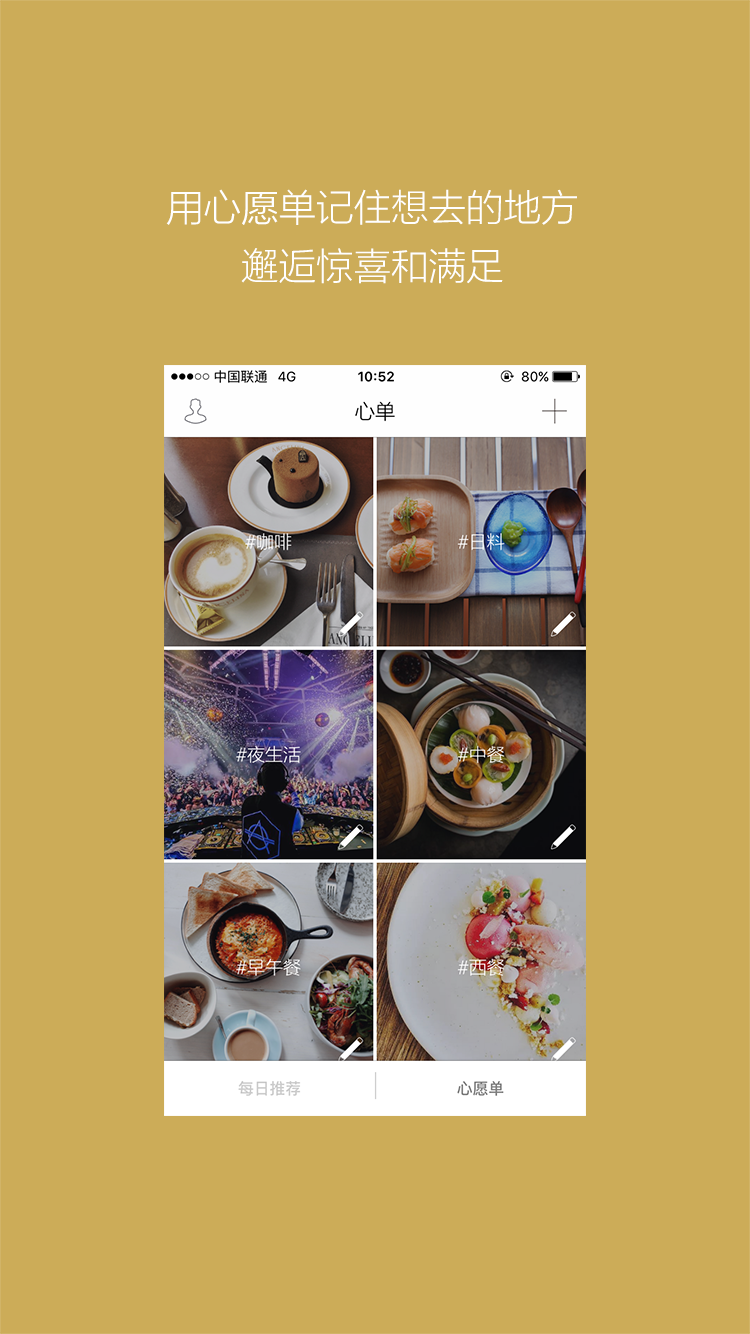 用心愿单记住想去的地方
邂逅惊喜和满足
中国联通 4G 10:52 80%
心单
#咖啡 #日料
#夜生活 #中餐
#早午餐 #西餐
每日推荐 心愿单